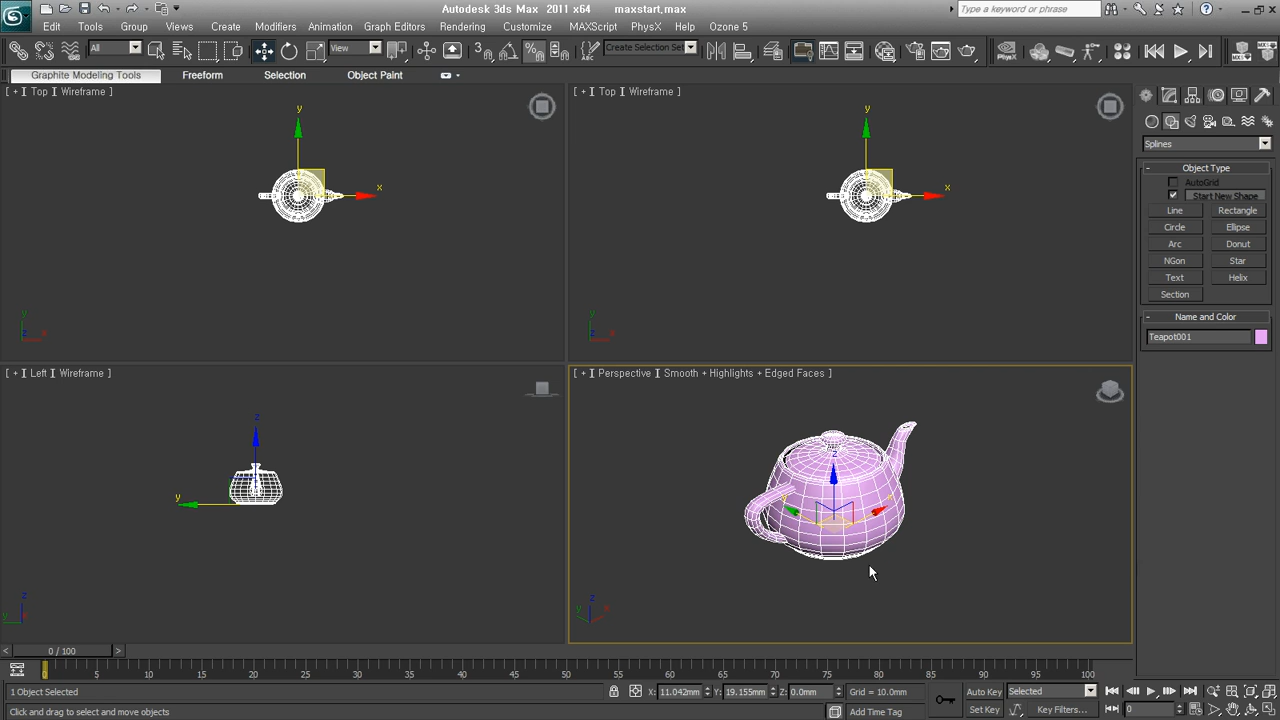 Autodesk 3ds Max  2011 x64    maxstart.max
Type a keyword or phrase
Edit Tools Group Views Create Modifiers Animation Graph Editors Rendering Customize MAXScript PhysX Help Ozone 5
All View Create Selection Set
PhysX
MXS
Graphite Modeling Tools Freeform Selection Object Paint
[ + ] Top ] Wireframe ]
y
x
z
[ + ] Top ] Wireframe ]
y
x
z
Splines
- Object Type
AutoGrid
Start New Shape
Line Rectangle
Circle Ellipse
Arc Donut
NGon Star
Text Helix
Section
- Name and Color
Teapot001
[ + ] Left ] Wireframe ]
z
y
[ + ] Perspective ] Smooth + Highlights + Edged Faces ]
z
y
x
0 / 100
0 5 10 15 20 25 30 35 40 45 50 55 60 65 70 75 80 85 90 95 100
1 Object Selected X: 11.042mm Y: 19.155mm Z: 0.0mm Grid = 10.0mm Auto Key Selected
Click and drag to select and move objects Add Time Tag Set Key Key Filters... 0